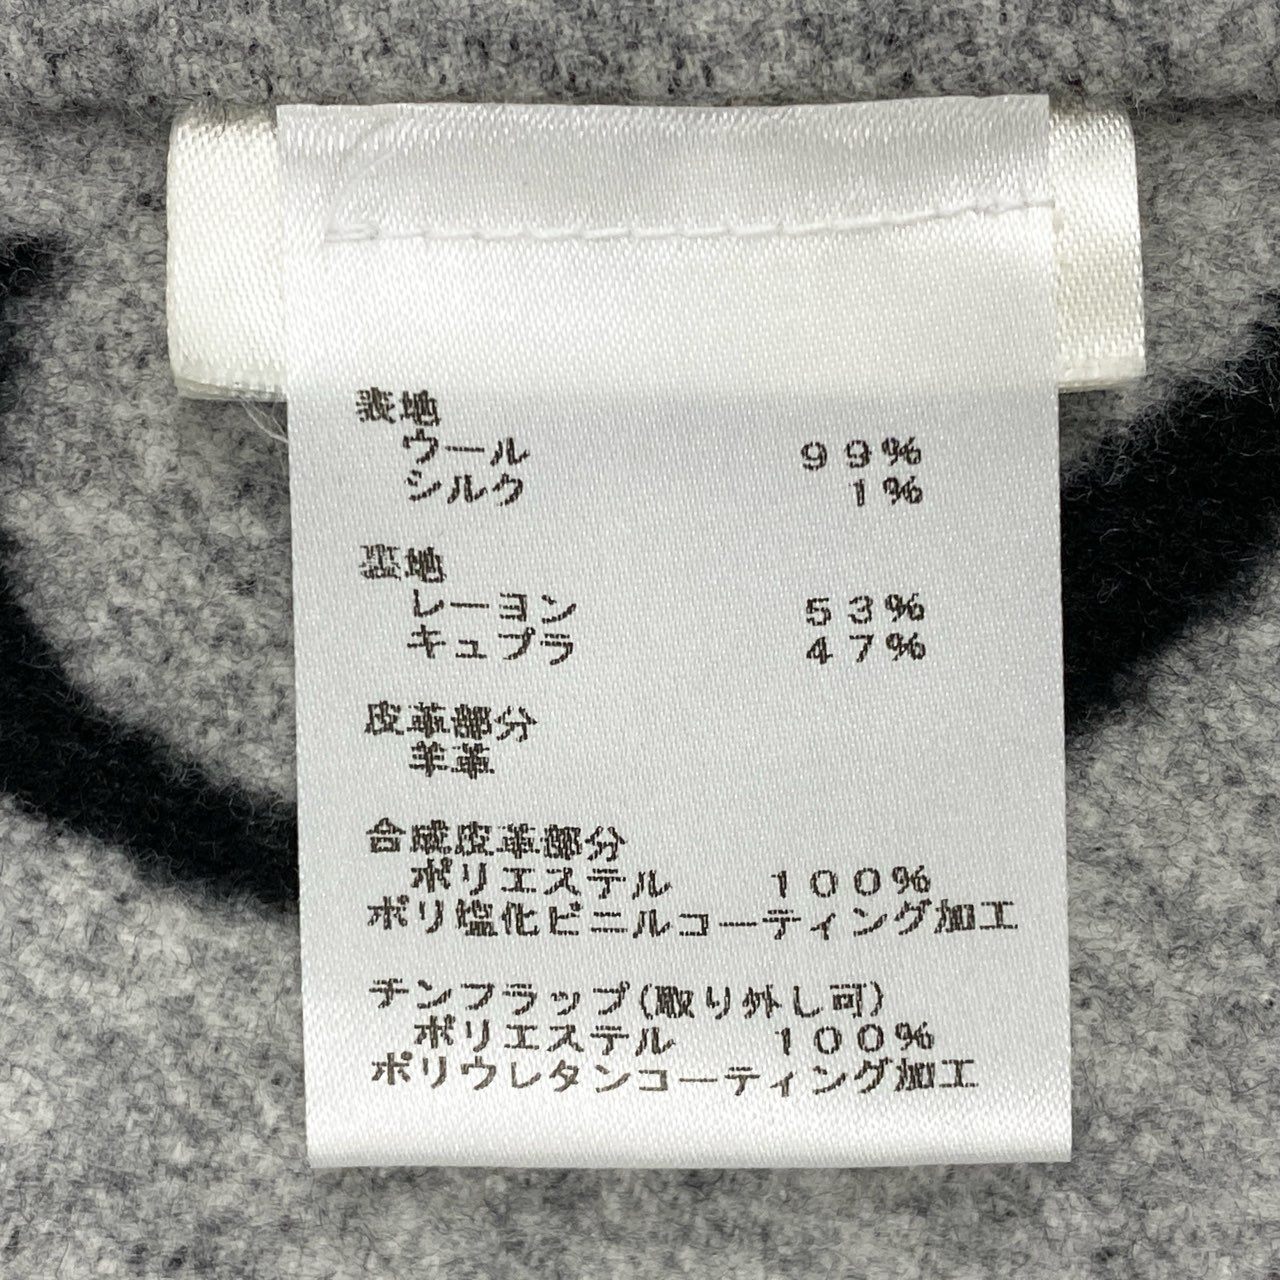 表地
ウール 99%
シルク 1%
裏地
レーヨン 53%
キュプラ 47%
皮革部分
羊革
合成皮革部分
ポリエステル 100%
ポリ塩化ビニルコーティング加工
チンフラップ(取り外し可)
ポリエステル 100%
ポリウレタンコーティング加工